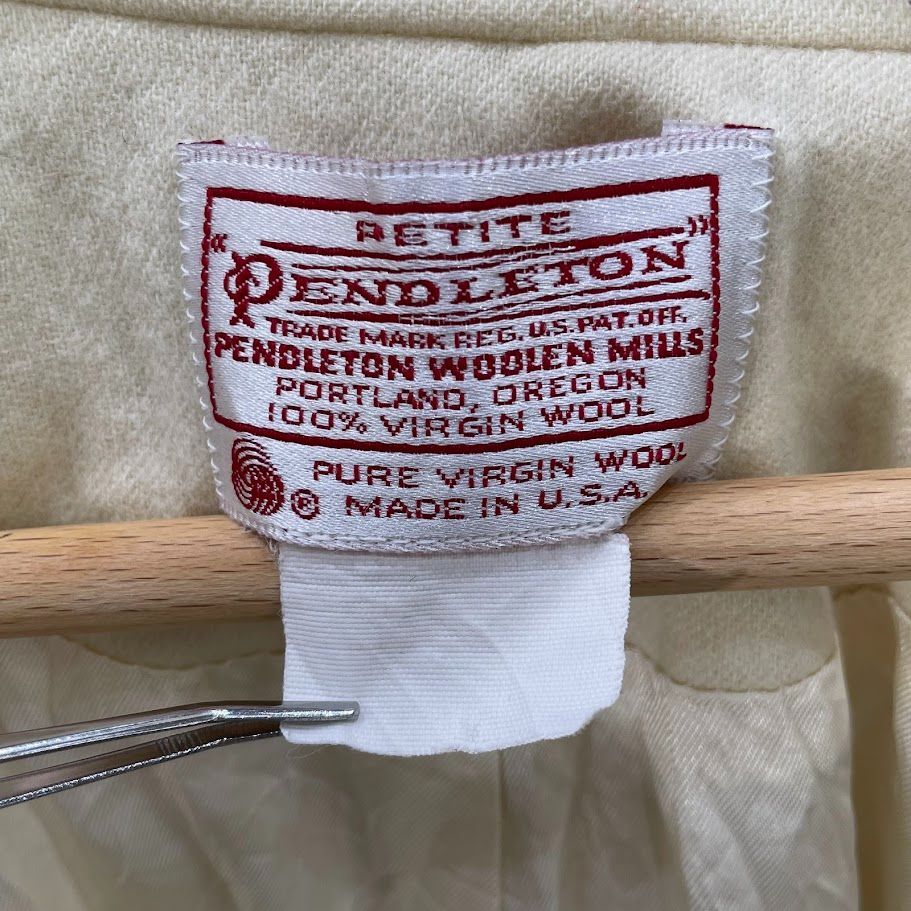 PETITE
"PENDLETON"
TRADE MARK REG. U.S. PAT. OFF.
PENDLETON WOOLEN MILLS
PORTLAND, OREGON
100% VIRGIN WOOL
PURE VIRGIN WOOL
® MADE IN U.S.A.